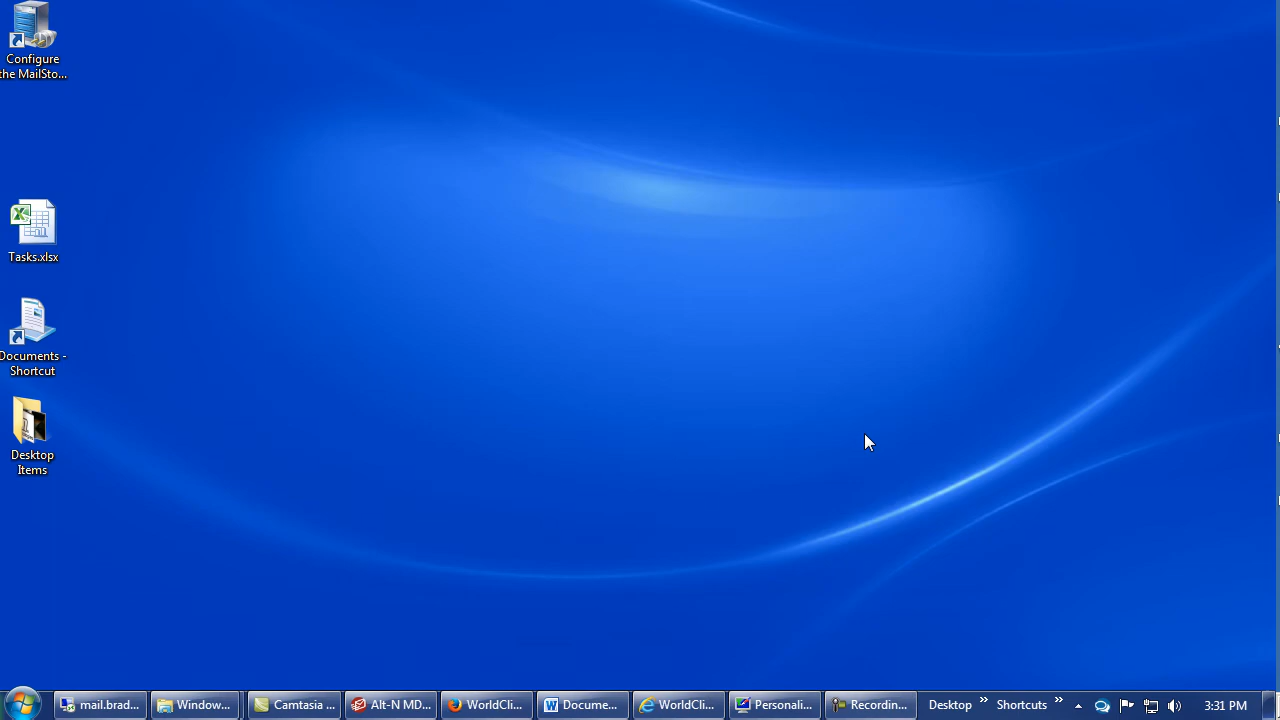 Configure
the MailSto...
Tasks.xlsx
Documents -
Shortcut
Desktop
Items
mail.brad...
Window...
Camtasia ...
Alt-N MD...
WorldCli...
Docume...
WorldCli...
Personali...
Recordin...
Desktop
Shortcuts
3:31 PM